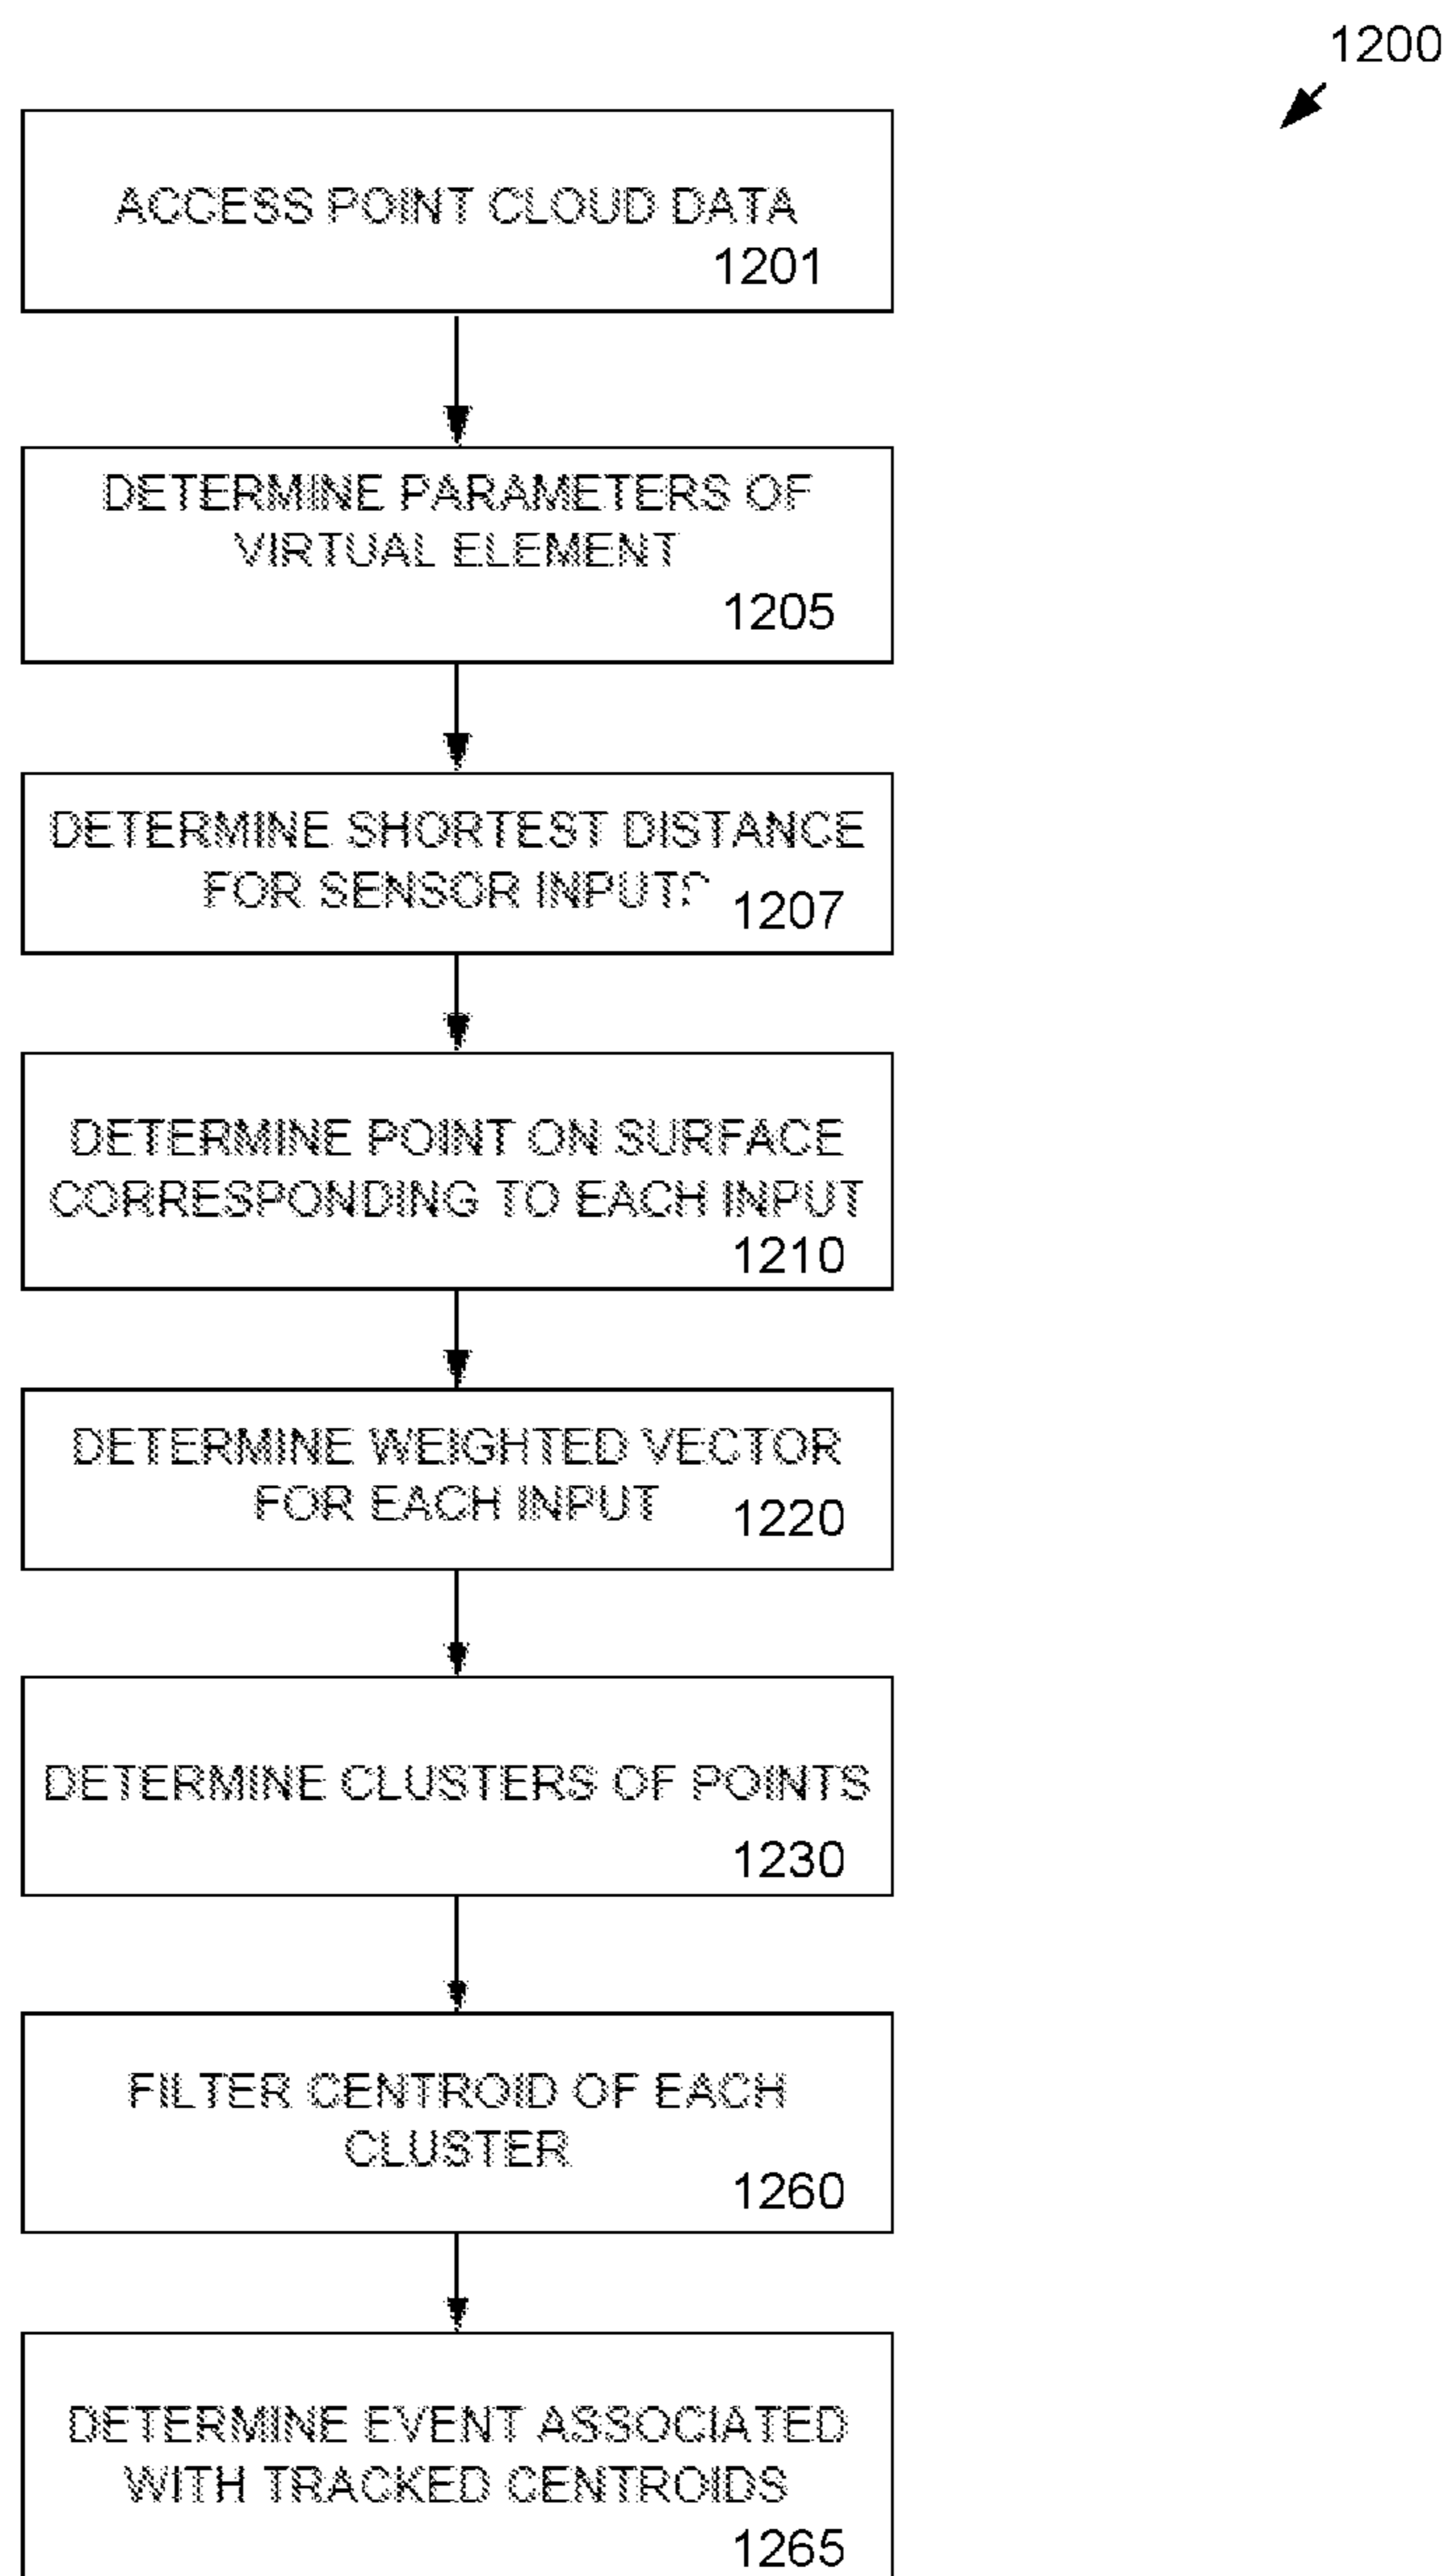 1200
ACCESS POINT CLOUD DATA
1201
DETERMINE PARAMETERS OF
VIRTUAL ELEMENT
1205
DETERMINE SHORTEST DISTANCE
FOR SENSOR INPUTS
1207
DETERMINE POINT ON SURFACE
CORRESPONDING TO EACH INPUT
1210
DETERMINE WEIGHTED VECTOR
FOR EACH INPUT
1220
DETERMINE CLUSTERS OF POINTS
1230
FILTER CENTROID OF EACH
CLUSTER
1260
DETERMINE EVENT ASSOCIATED
WITH TRACKED CENTROIDS
1265